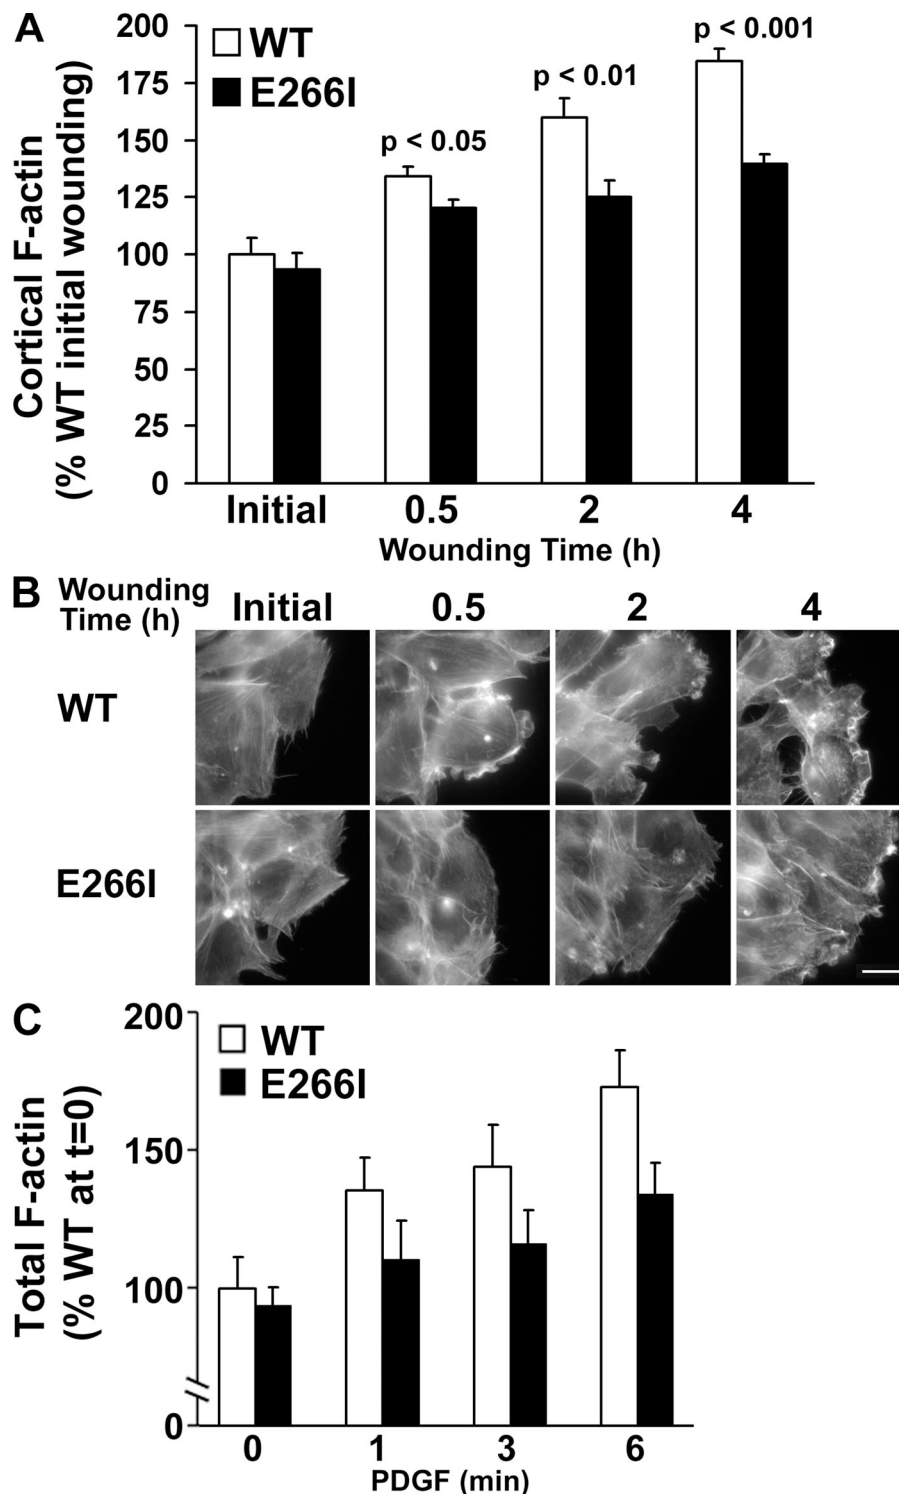 A
Cortical F-actin
(% WT initial wounding)
200
175
150
125
100
75
50
25
0
WT
E266I
p < 0.05
p < 0.01
p < 0.001
Initial 0.5 2 4
Wounding Time (h)
B
Wounding
Time (h)
Initial 0.5 2 4
WT
E266I
C
Total F-actin
(% WT at t=0)
200
150
100
0
WT
E266I
0 1 3 6
PDGF (min)